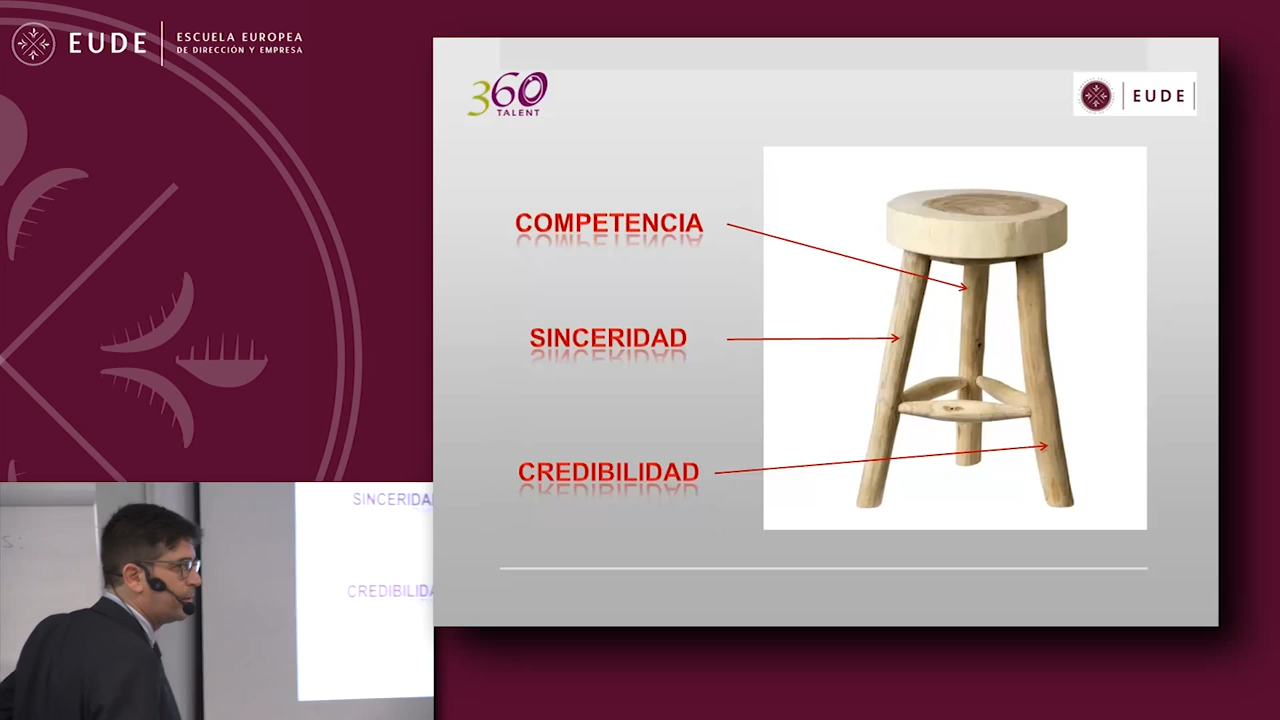 EUDE
ESCUELA EUROPEA
DE DIRECCIÓN Y EMPRESA
360
TALENT
EUDE
COMPETENCIA
SINCERIDAD
CREDIBILIDAD
SINCERIDA
CREDIBILIDA